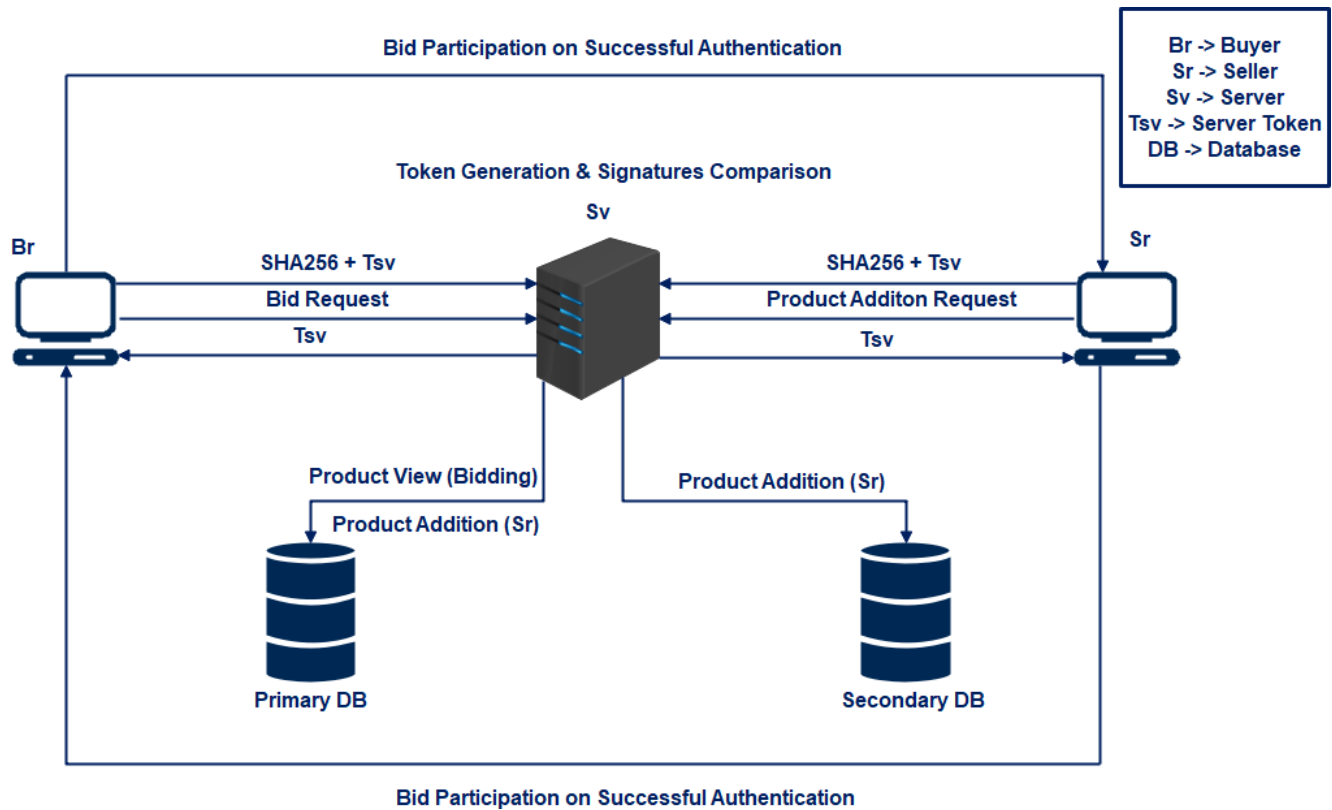 Bid Participation on Successful Authentication
Br -> Buyer
Sr -> Seller
Sv -> Server
Tsv -> Server Token
DB -> Database
Token Generation & Signatures Comparison
Sv
Br
Sr
SHA256 + Tsv
SHA256 + Tsv
Bid Request
Product Additon Request
Tsv
Tsv
Product View (Bidding)
Product Addition (Sr)
Product Addition (Sr)
Primary DB
Secondary DB
Bid Participation on Successful Authentication